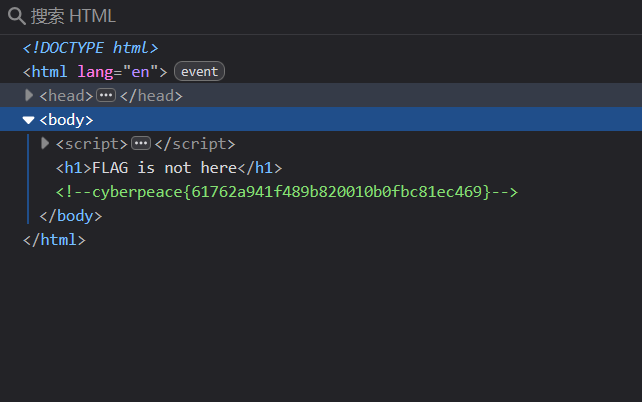 搜索 HTML
<!DOCTYPE html>
<html lang="en"> event
<head> ••• </head>
<body>
<script> ••• </script>
<h1>FLAG is not here</h1>
<!--cyberpeace{61762a941f489b820010b0fbc81ec469}-->
</body>
</html>